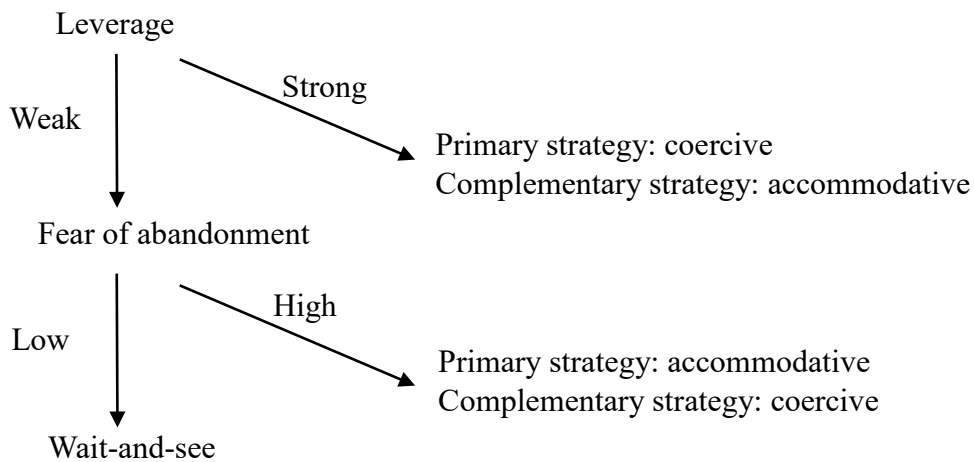 Leverage
Strong
Weak
Primary strategy: coercive
Complementary strategy: accommodative
Fear of abandonment
High
Low
Primary strategy: accommodative
Complementary strategy: coercive
Wait-and-see